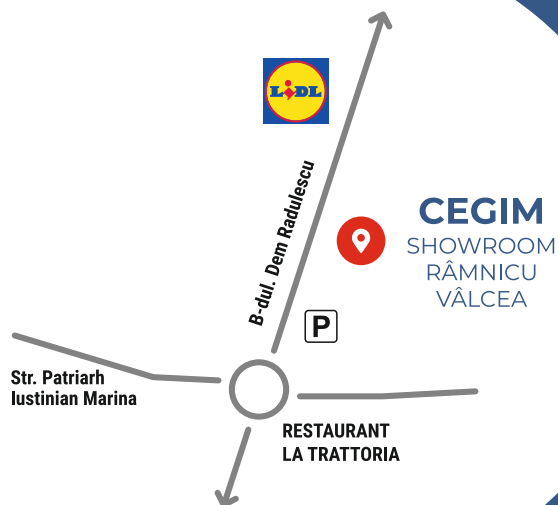 LIDL
B-dul. Dem Radulescu
CEGIM
SHOWROOM
RÂMNICU
VÂLCEA
P
Str. Patriarh
Iustinian Marina
RESTAURANT
LA TRATTORIA